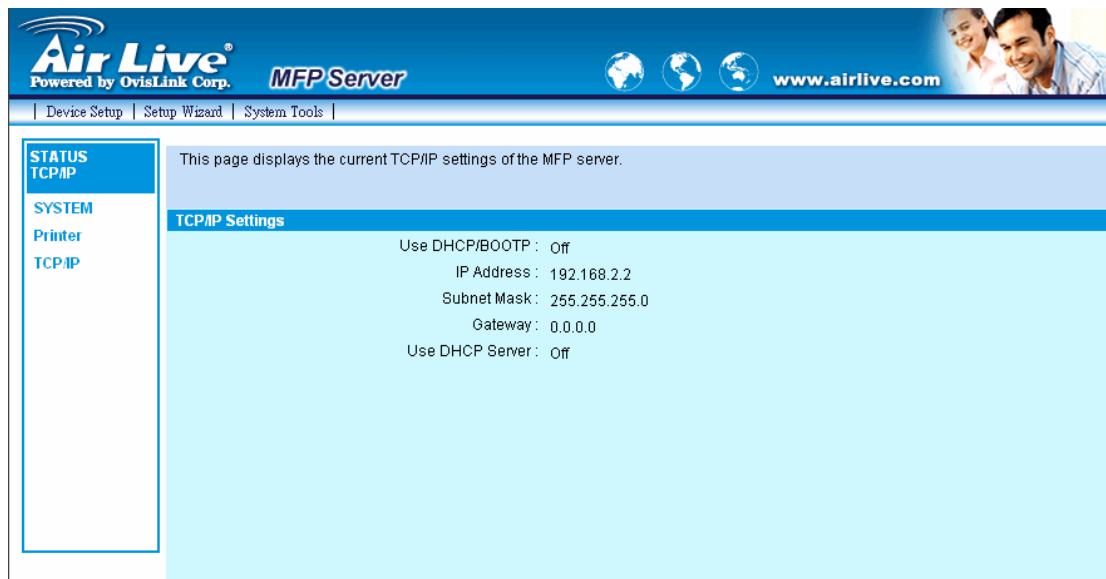 Air Live®
Powered by OvisLink Corp.
MFP Server
www.airlive.com
| Device Setup | Setup Wizard | System Tools |
STATUS
TCP/IP
SYSTEM
Printer
TCP/IP
This page displays the current TCP/IP settings of the MFP server.
TCP/IP Settings
Use DHCP/BOOTP : Off
IP Address : 192.168.2.2
Subnet Mask : 255.255.255.0
Gateway : 0.0.0.0
Use DHCP Server : Off